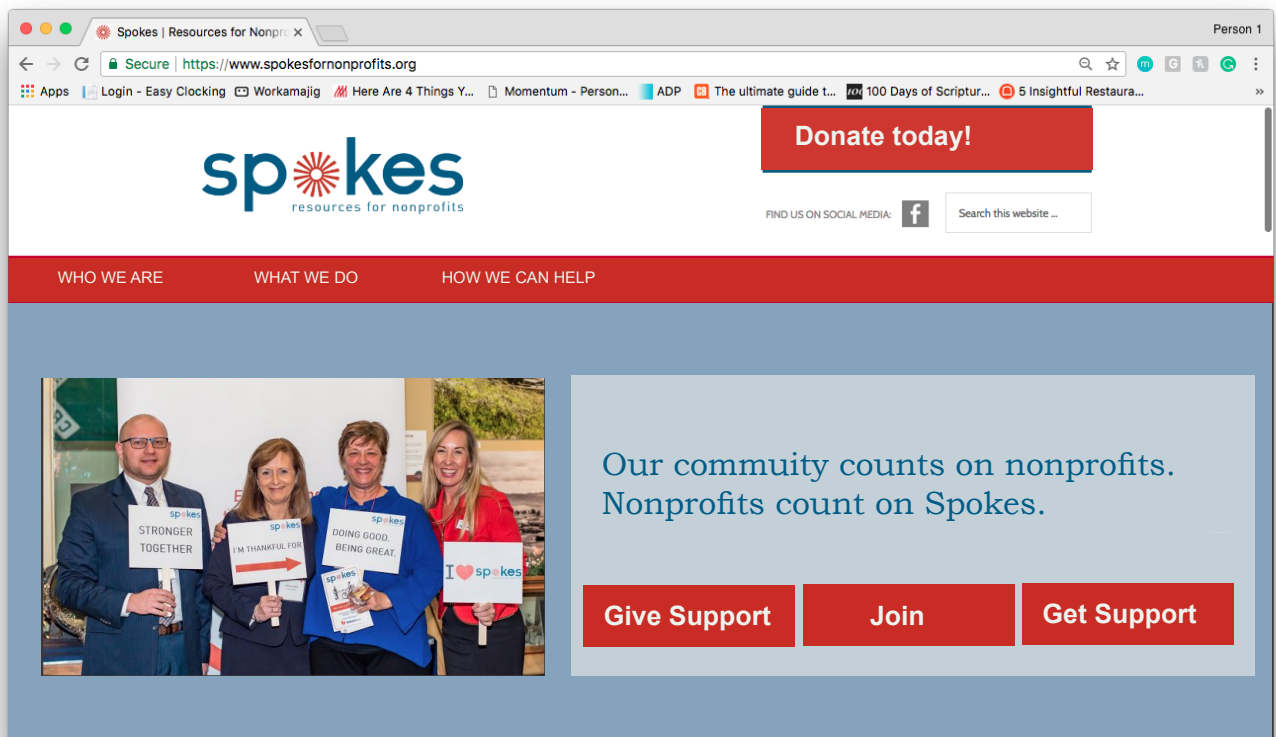 Spokes | Resources for Nonpro
Person 1
Secure | https://www.spokesfornonprofits.org
Apps Login - Easy Clocking Workamajig Here Are 4 Things Y... Momentum - Person... ADP The ultimate guide t... 100 Days of Scriptur... 5 Insightful Restaura... »
spokes
resources for nonprofits
Donate today!
FIND US ON SOCIAL MEDIA: f Search this website ...
WHO WE ARE WHAT WE DO HOW WE CAN HELP
spokes
STRONGER
TOGETHER
spokes
I'M THANKFUL FOR
spokes
DOING GOOD.
BEING GREAT.
spokes
I spokes
Our commuity counts on nonprofits.
Nonprofits count on Spokes.
Give Support Join Get Support